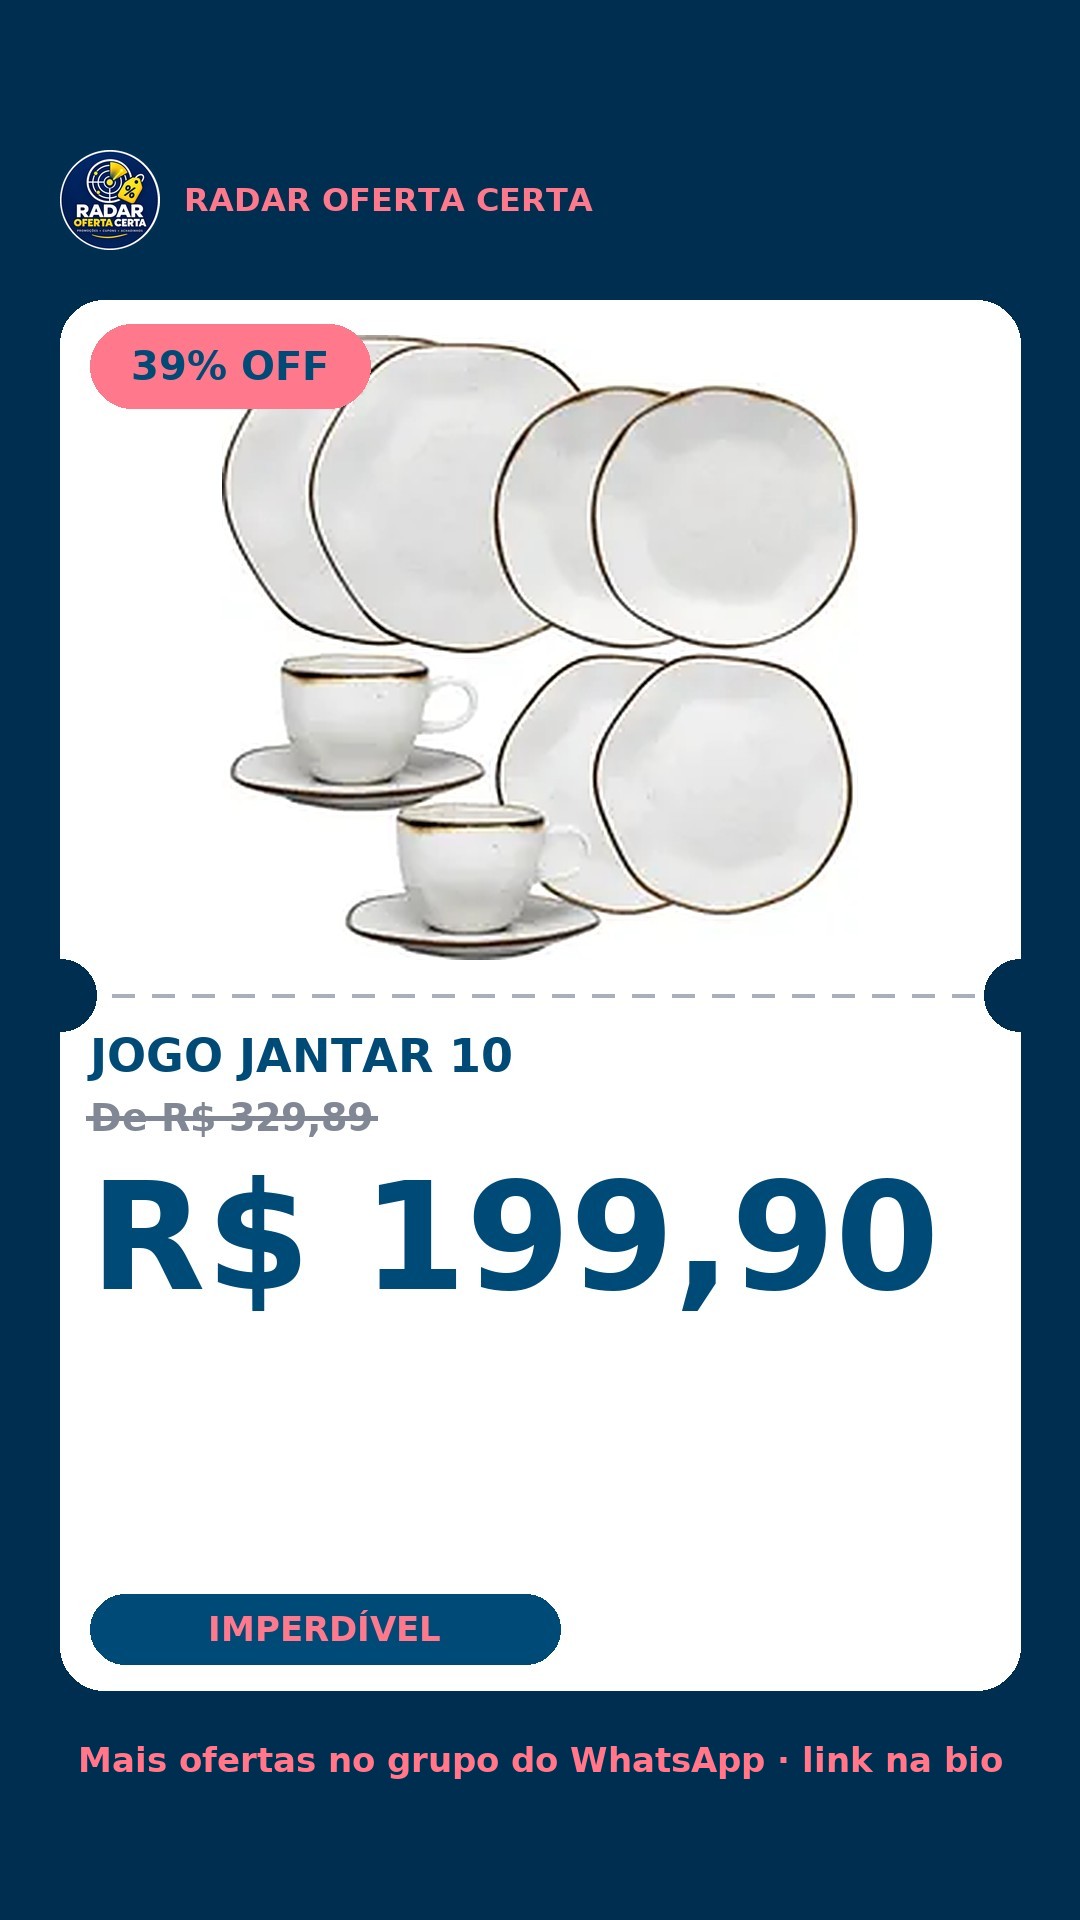 RADAR
OFERTA CERTA
RADAR OFERTA CERTA
39% OFF
JOGO JANTAR 10
De R$ 329,89
R$ 199,90
IMPERDÍVEL
Mais ofertas no grupo do WhatsApp · link na bio